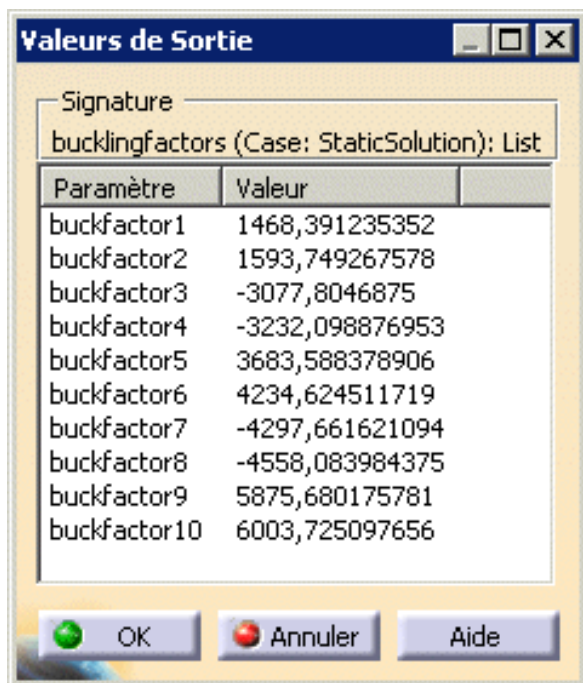 Valeurs de Sortie
Signature
bucklingfactors (Case: StaticSolution): List
Paramètre Valeur
buckfactor1 1468,391235352
buckfactor2 1593,749267578
buckfactor3 -3077,8046875
buckfactor4 -3232,098876953
buckfactor5 3683,588378906
buckfactor6 4234,624511719
buckfactor7 -4297,661621094
buckfactor8 -4558,083984375
buckfactor9 5875,680175781
buckfactor10 6003,725097656
OK Annuler Aide